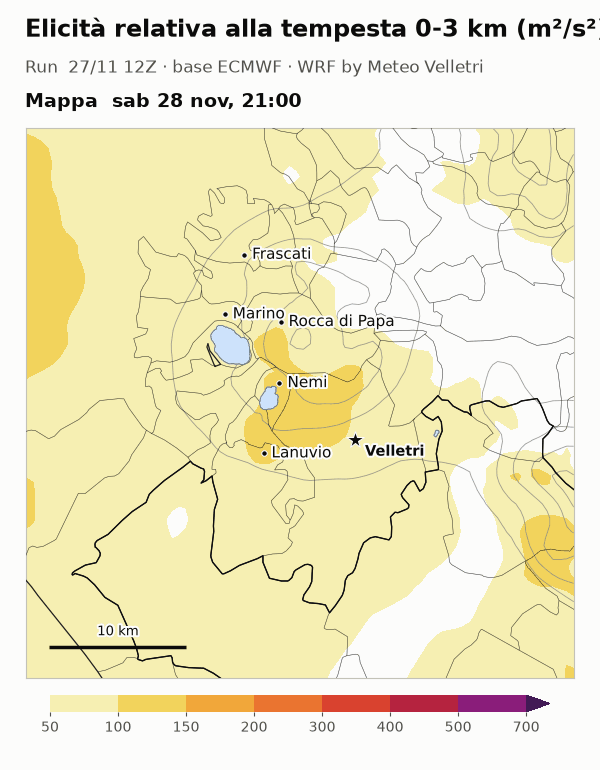 Elicità relativa alla tempesta 0-3 km (m²/s²)
Run 27/11 12Z · base ECMWF · WRF by Meteo Velletri
Mappa sab 28 nov, 21:00
Frascati
Marino
Rocca di Papa
Nemi
Velletri
Lanuvio
10 km
50 100 150 200 300 400 500 700